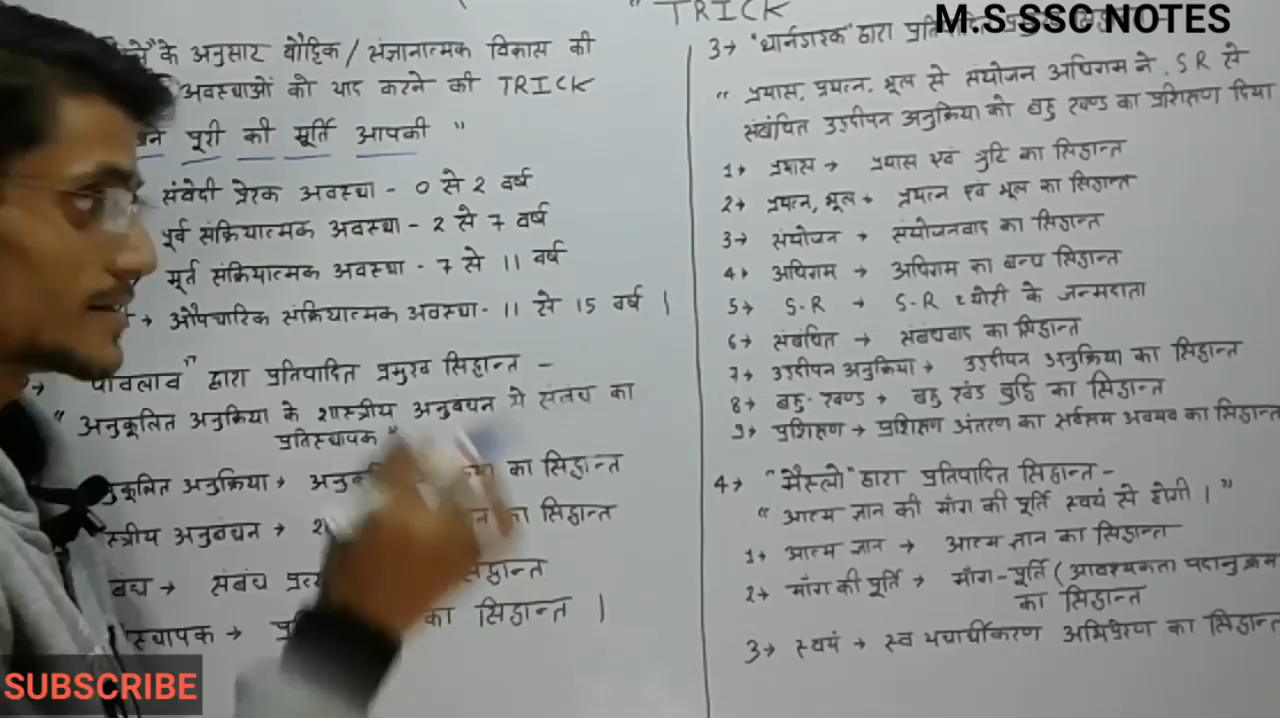 " TRICK
M.S.SSC NOTES
के अनुसार बौद्धिक / संज्ञानात्मक विकास की
अवस्थाओं को याद करने की TRICK
पूरी की मूर्ति आपकी "
संवेदी प्रेरक अवस्था - 0 से 2 वर्ष
पूर्व संक्रियात्मक अवस्था - 2 से 7 वर्ष
मूर्त संक्रियात्मक अवस्था - 7 से 11 वर्ष
→ औपचारिक संक्रियात्मक अवस्था - 11 से 15 वर्ष |
→ पावलाव" द्वारा प्रतिपादित प्रमुख सिद्धान्त -
" अनुकूलित अनुक्रिया के शास्त्रीय अनुबंधन ने संबंध का
प्रतिस्थापक "
अनुक्रिया → का सिद्धान्त
अनुबंधन → का सिद्धान्त
→ संबंध सिद्धान्त
→ का सिद्धान्त |
3→ "थार्नडाइक" द्वारा
" प्रयास, प्रयत्न, भूल से संयोजन अधिगम ने, S R से
संबंधित उद्दीपन अनुक्रिया को बहु खण्ड का प्रशिक्षण दिया
1→ प्रयास → प्रयास एवं त्रुटि का सिद्धान्त
2→ प्रयत्न, भूल → प्रयत्न एवं भूल का सिद्धान्त
3→ संयोजन → संयोजनवाद का सिद्धान्त
4→ अधिगम → अधिगम का बन्ध सिद्धान्त
5→ S-R → S-R थ्योरी के जन्मदाता
6→ संबंधित → संबंधवाद का सिद्धान्त
7→ उद्दीपन अनुक्रिया → उद्दीपन अनुक्रिया का सिद्धान्त
8→ बहु-खण्ड → बहु खंड बुद्धि का सिद्धान्त
9→ प्रशिक्षण → प्रशिक्षण अंतरण का सर्वसम अवयव का सिद्धान्त
4→ "मैस्लो" द्वारा प्रतिपादित सिद्धान्त -
" आत्म ज्ञान की माँग की पूर्ति स्वयं से होगी | "
1→ आत्म ज्ञान → आत्म ज्ञान का सिद्धान्त
2→ माँग की पूर्ति → माँग-पूर्ति ( आवश्यकता पदानुक्रम
का सिद्धान्त
3→ स्वयं → स्व यथार्थीकरण अभिप्रेरण का सिद्धान्त
SUBSCRIBE